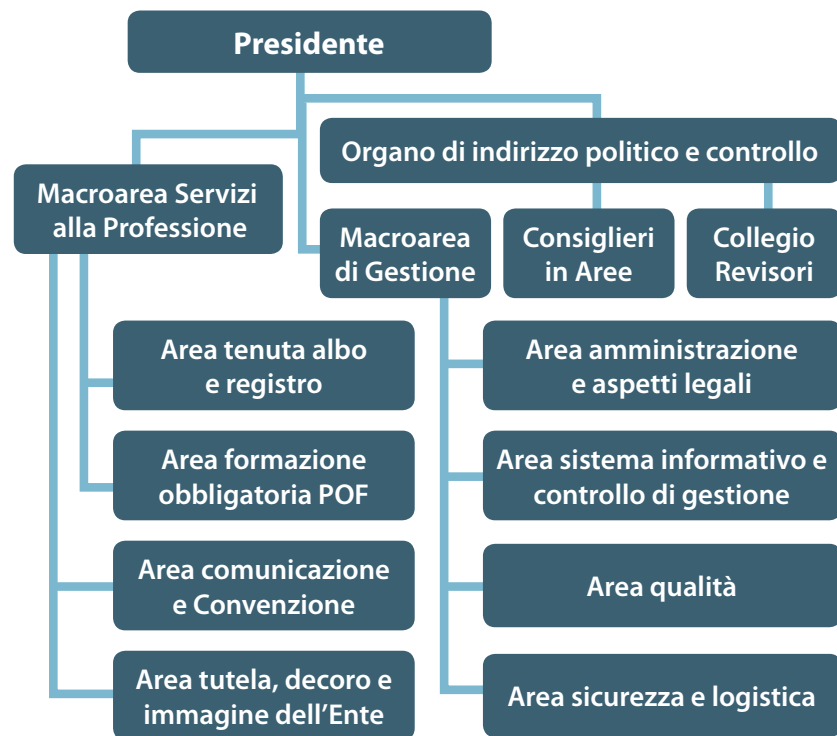 Presidente
Organo di indirizzo politico e controllo
Macroarea Servizi
alla Professione
Macroarea
di Gestione
Consiglieri
in Aree
Collegio
Revisori
Area tenuta albo
e registro
Area formazione
obbligatoria POF
Area comunicazione
e Convenzione
Area tutela, decoro e
immagine dell’Ente
Area amministrazione
e aspetti legali
Area sistema informativo e
controllo di gestione
Area qualità
Area sicurezza e logistica